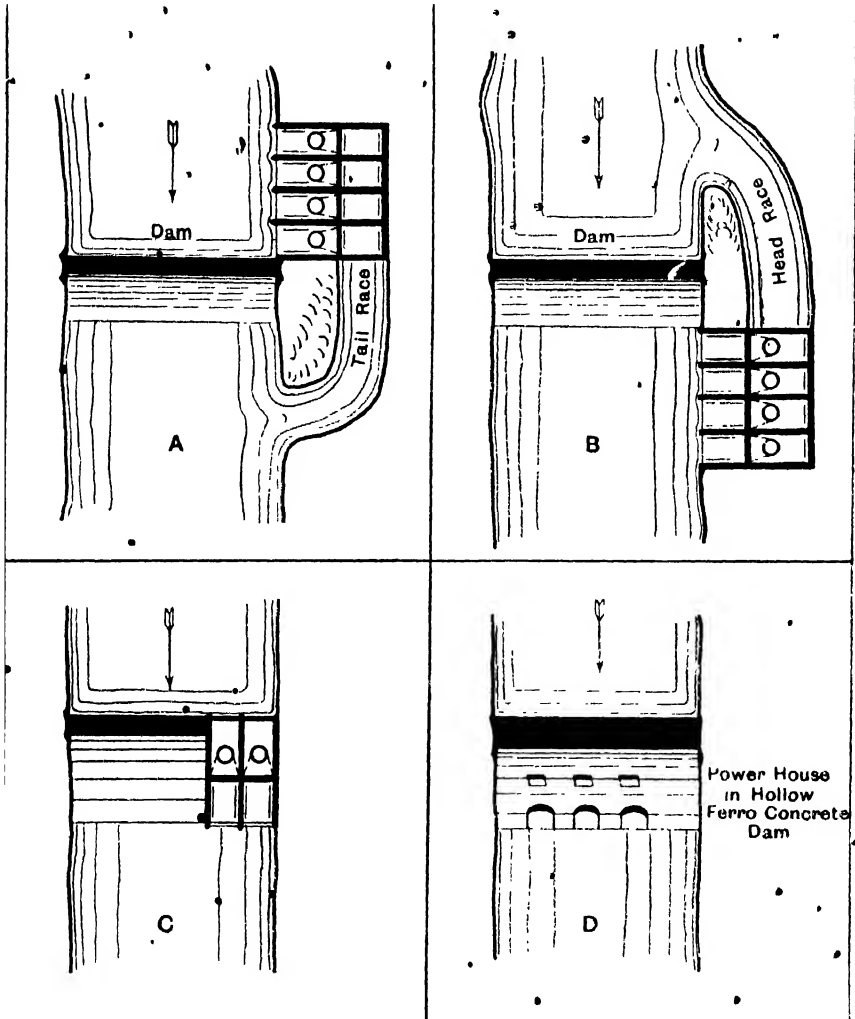 Dam
Tail Race
A
Dam
Head Race
B
C
Power House
in Hollow
Ferro Concrete
Dam
D